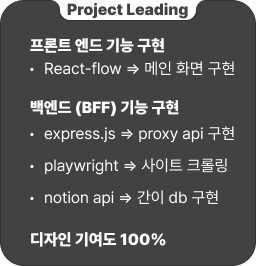 Project Leading
프론트 엔드 기능 구현
• React-flow ⇒ 메인 화면 구현
백엔드 (BFF) 기능 구현
• express.js ⇒ proxy api 구현
• playwright ⇒ 사이트 크롤링
• notion api ⇒ 간이 db 구현
디자인 기여도 100%